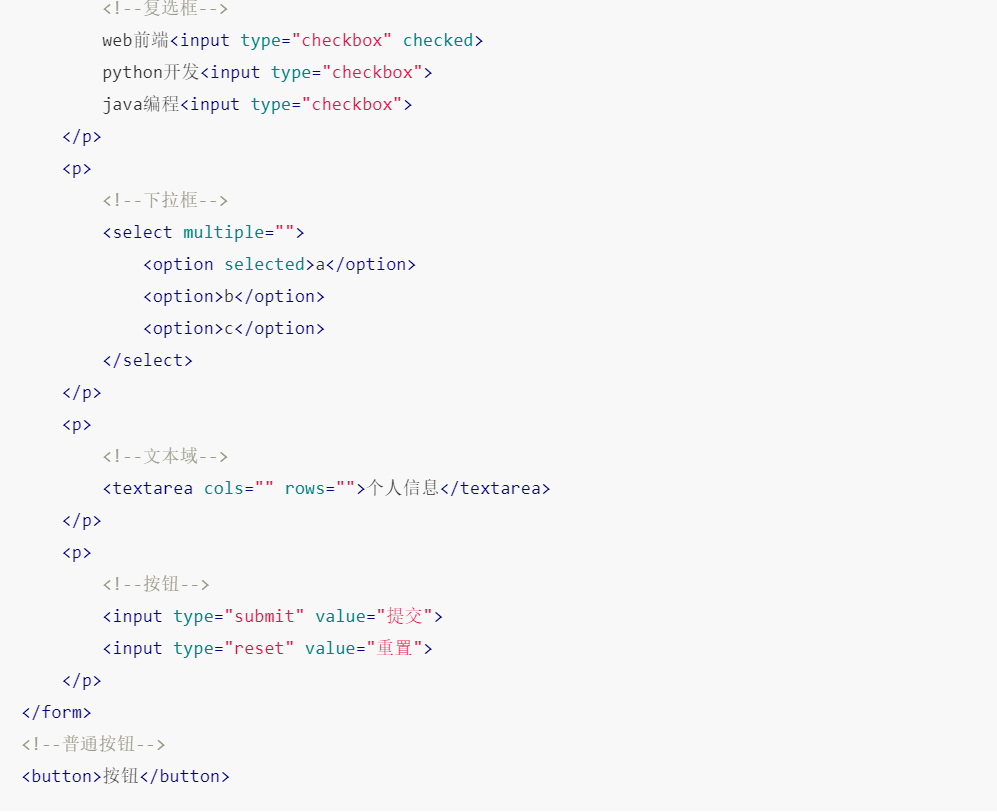 <!--复选框-->
web前端<input type="checkbox" checked>
python开发<input type="checkbox">
java编程<input type="checkbox">
</p>
<p>
<!--下拉框-->
<select multiple="">
<option selected>a</option>
<option>b</option>
<option>c</option>
</select>
</p>
<p>
<!--文本域-->
<textarea cols="" rows="">个人信息</textarea>
</p>
<p>
<!--按钮-->
<input type="submit" value="提交">
<input type="reset" value="重置">
</p>
</form>
<!--普通按钮-->
<button>按钮</button>